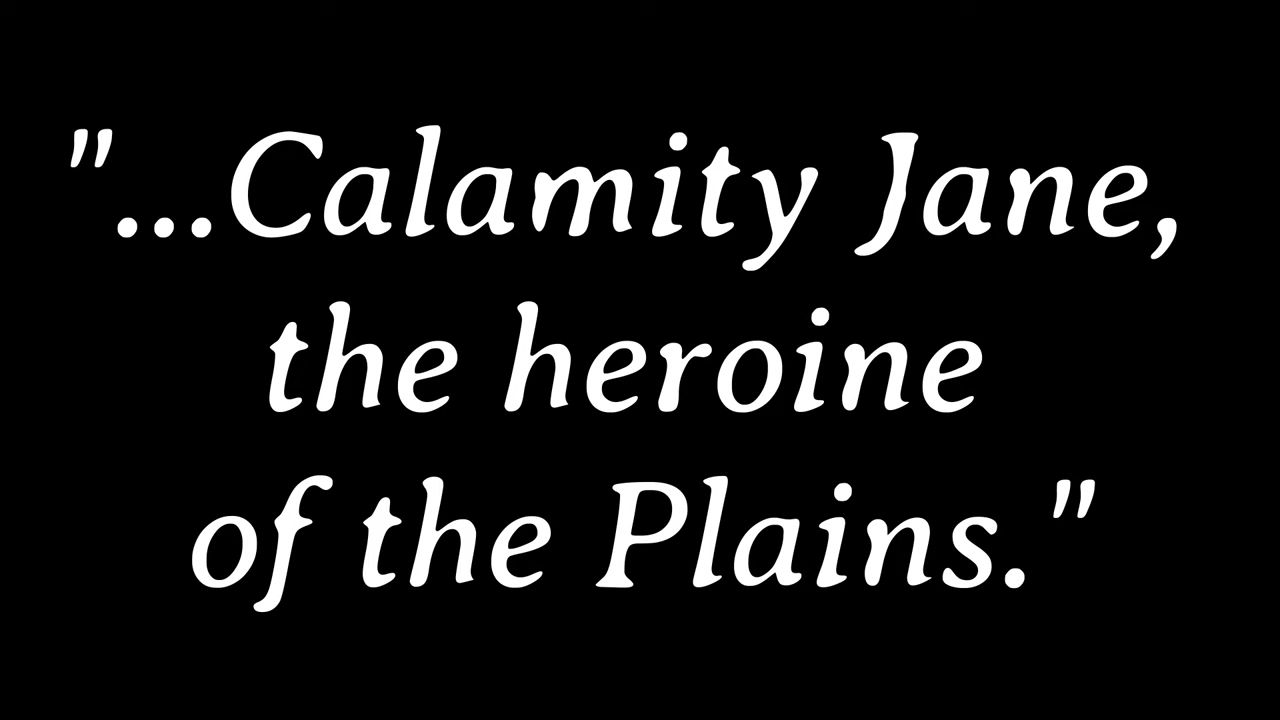 "...Calamity Jane,
the heroine
of the Plains."